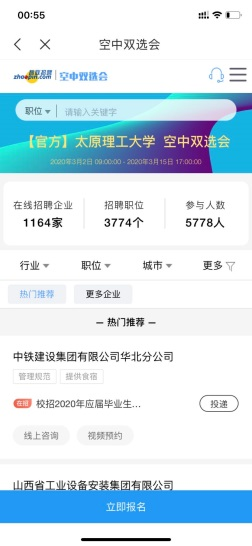 00:55
空中双选会
智联招聘
zhaopin.com 空中双选会
职位 请输入关键字
【官方】太原理工大学 空中双选会
2020年3月2日 09:00:00 - 2020年3月15日 17:00:00
在线招聘企业 招聘职位 参与人数
1164家 3774个 5778人
行业 职位 城市 更多
热门推荐 更多企业
— 热门推荐 —
中铁建设集团有限公司华北分公司
管理规范 提供食宿
在招 校招2020年应届毕业生... 投递
线上咨询 视频预约
山西省工业设备安装集团有限公司
立即报名